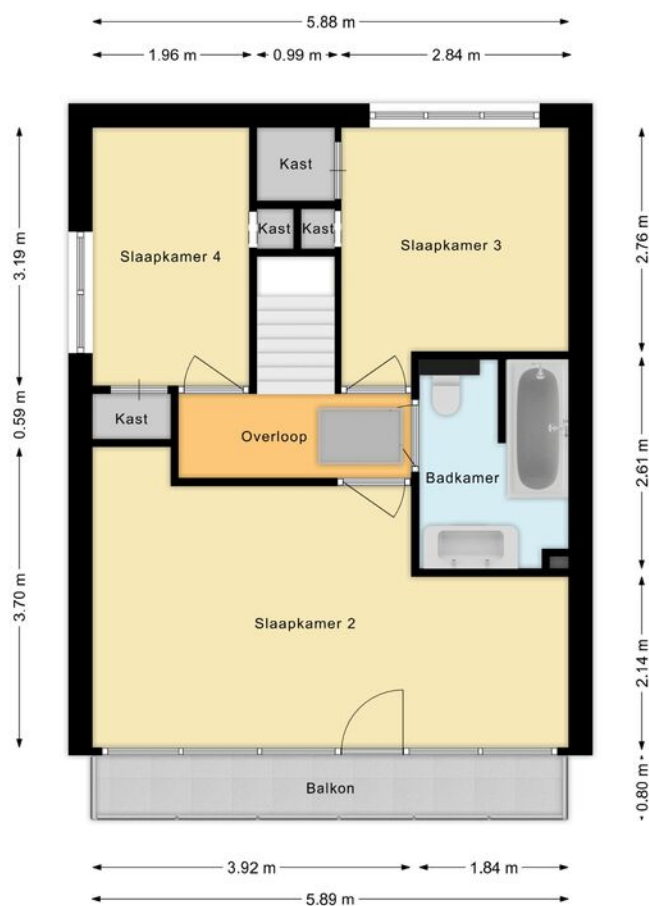 5.88 m
1.96 m
0.99 m
2.84 m
Kast
Kast
Kast
Slaapkamer 4
Slaapkamer 3
3.19 m
2.76 m
0.59 m
Kast
Overloop
Badkamer
2.61 m
3.70 m
Slaapkamer 2
2.14 m
Balkon
0.80 m
3.92 m
1.84 m
5.89 m